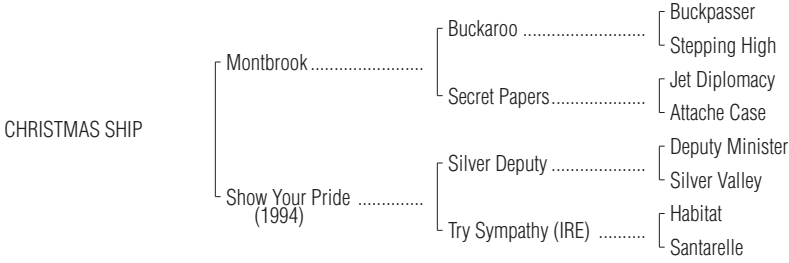 Buckpasser
Buckaroo ..........................
Stepping High
Montbrook........................
Jet Diplomacy
Secret Papers....................
Attache Case
CHRISTMAS SHIP
Deputy Minister
Silver Deputy ....................
Silver Valley
Show Your Pride ..............
(1994)
Habitat
Try Sympathy (IRE) ..........
Santarelle